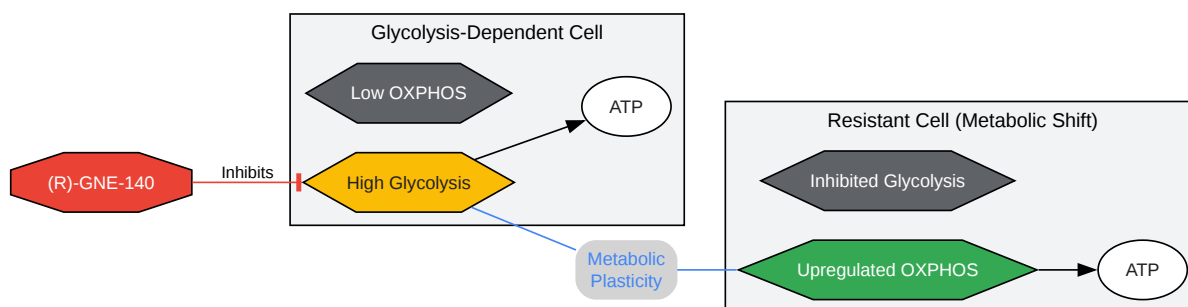 Glycolysis-Dependent Cell
Low OXPHOS
ATP
(R)-GNE-140
Inhibits
High Glycolysis
Metabolic
Plasticity
Resistant Cell (Metabolic Shift)
Inhibited Glycolysis
Upregulated OXPHOS
ATP